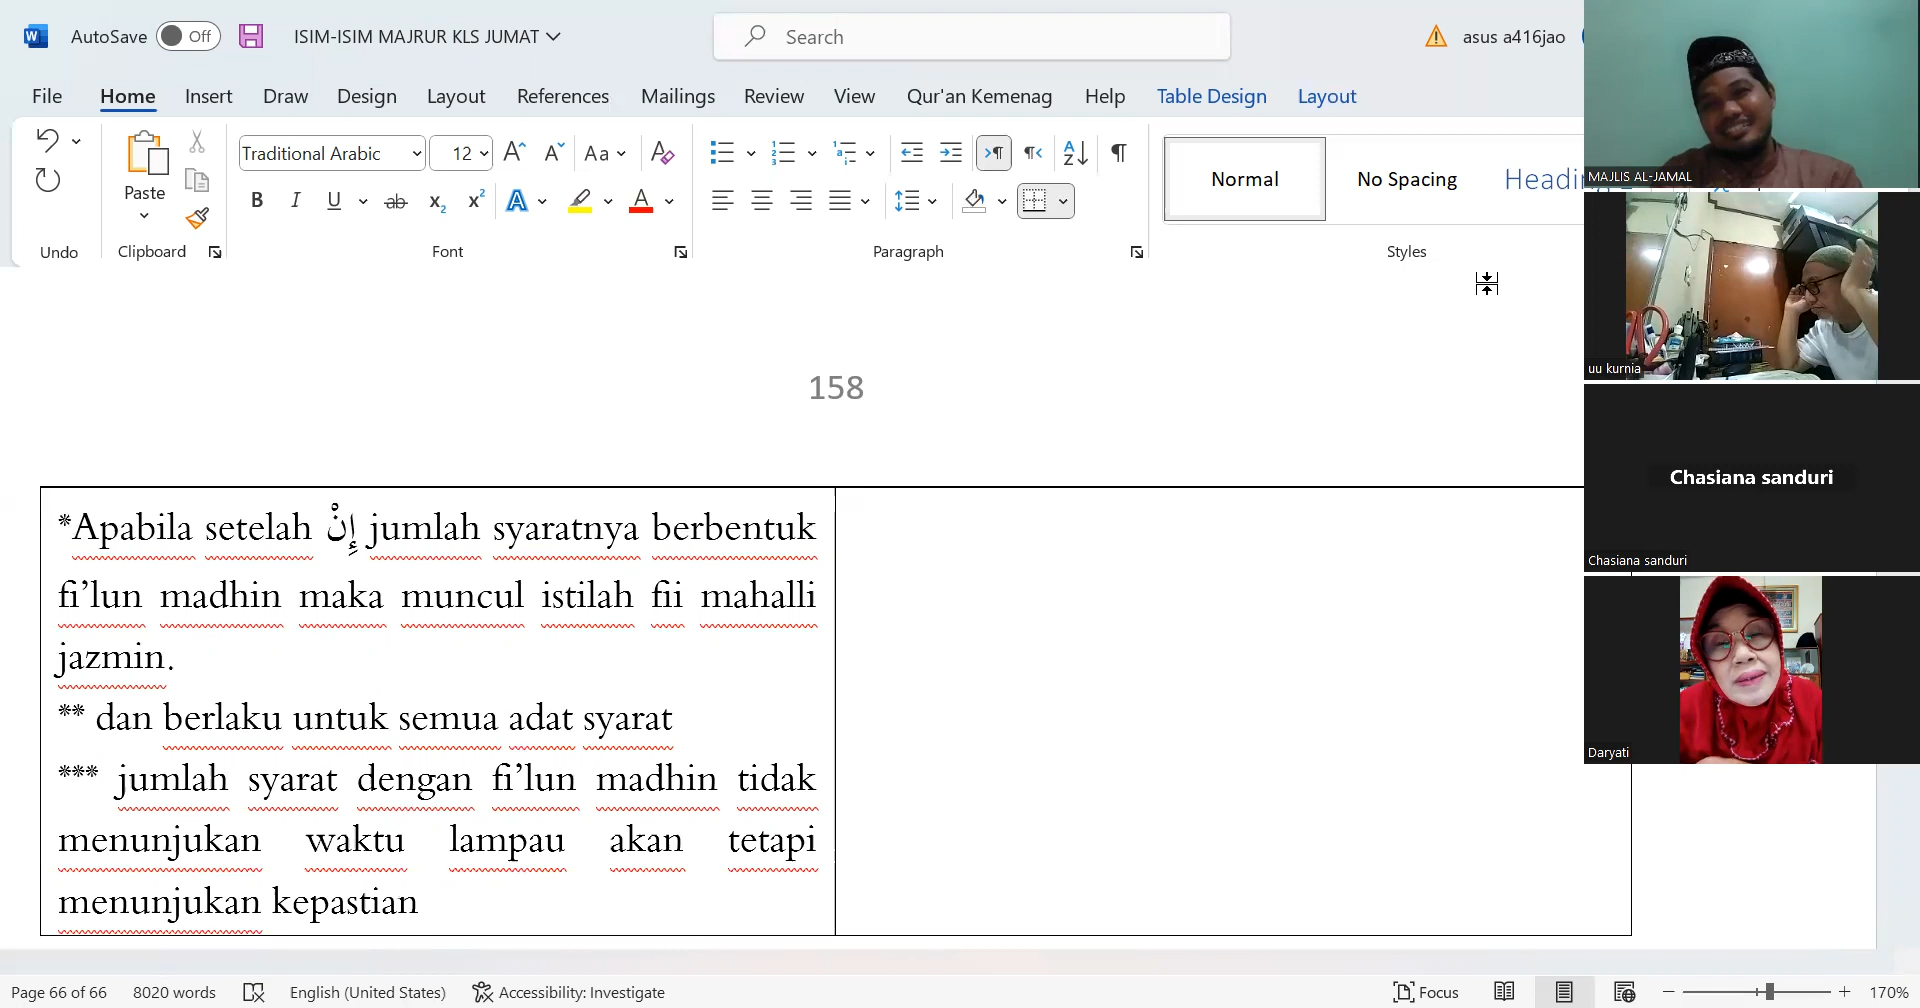 AutoSave Off ISIM-ISIM MAJRUR KLS JUMAT Search asus a416jao
File Home Insert Draw Design Layout References Mailings Review View Qur'an Kemenag Help Table Design Layout
Traditional Arabic 12 Aa
Paste
Normal No Spacing
Undo Clipboard Font Paragraph Styles
MAJLIS AL-JAMAL
uu kurnia
Chasiana sanduri
Chasiana sanduri
Daryati
158
*Apabila setelah إِنْ jumlah syaratnya berbentuk
fi’lun madhin maka muncul istilah fii mahalli
jazmin.
** dan berlaku untuk semua adat syarat
*** jumlah syarat dengan fi’lun madhin tidak
menunjukan waktu lampau akan tetapi
menunjukan kepastian
Page 66 of 66 8020 words English (United States) Accessibility: Investigate Focus 170%